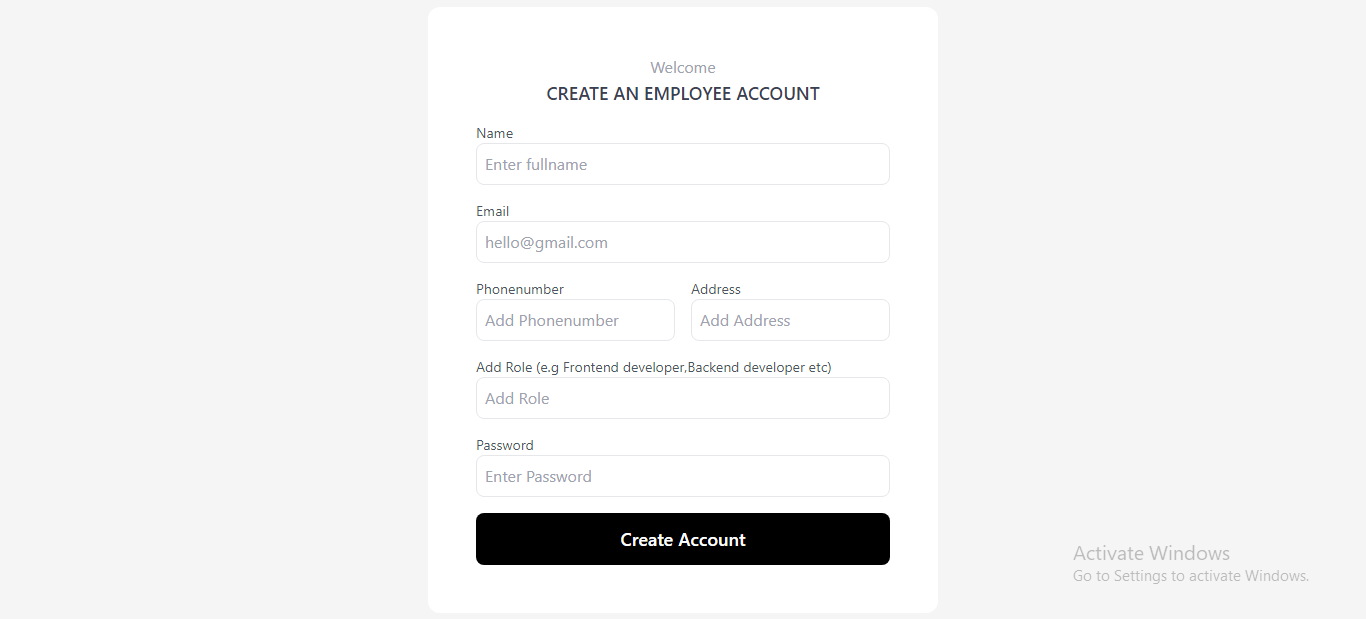 Welcome
CREATE AN EMPLOYEE ACCOUNT
Name
Enter fullname
Email
hello@gmail.com
Phonenumber
Address
Add Phonenumber
Add Address
Add Role (e.g Frontend developer,Backend developer etc)
Add Role
Password
Enter Password
Create Account
Activate Windows
Go to Settings to activate Windows.